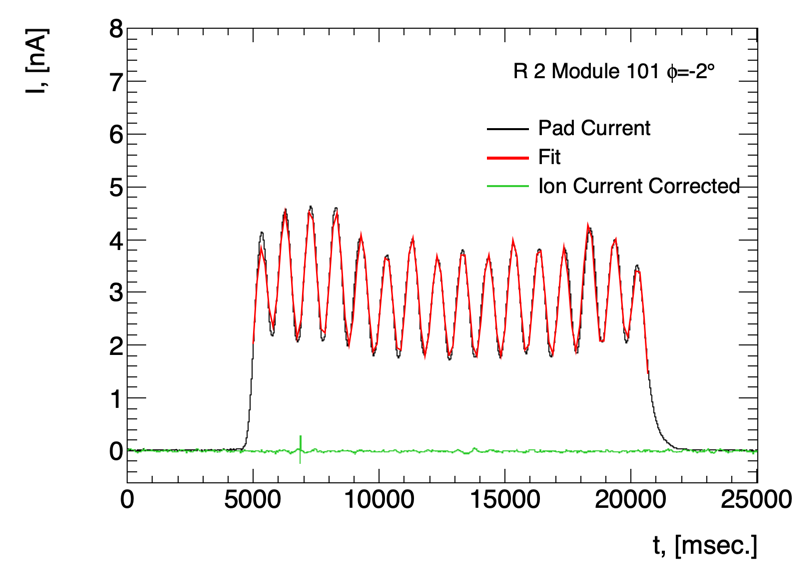 I, [nA]
8
7
6
5
4
3
2
1
0
R 2 Module 101 ϕ=-2°
Pad Current
Fit
Ion Current Corrected
0 5000 10000 15000 20000 25000
t, [msec.]